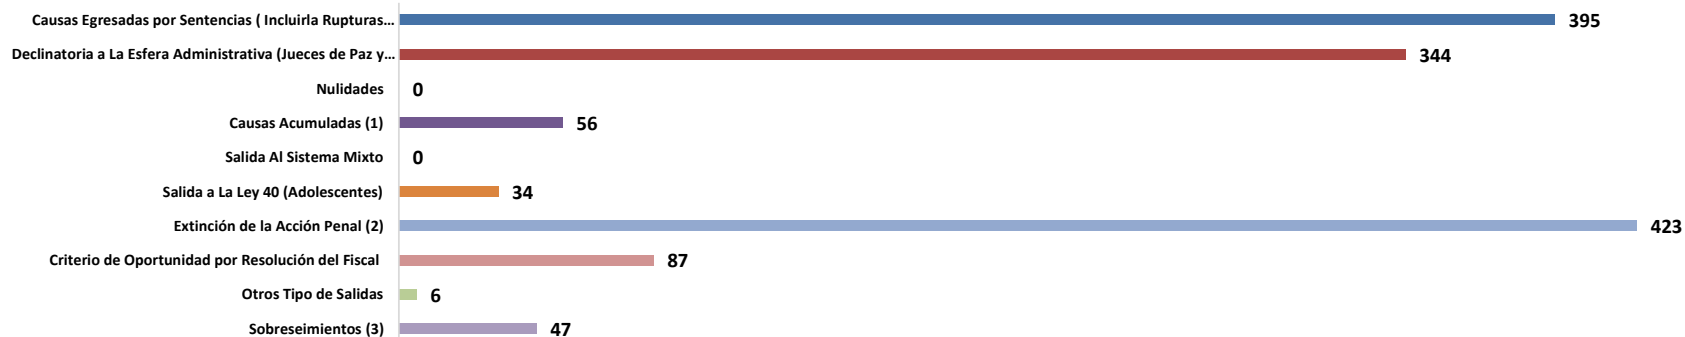 Causas Egresadas por Sentencias ( Incluirla Rupturas... 395
Declinatoria a La Esfera Administrativa (Jueces de Paz y... 344
Nulidades 0
Causas Acumuladas (1) 56
Salida Al Sistema Mixto 0
Salida a La Ley 40 (Adolescentes) 34
Extinción de la Acción Penal (2) 423
Criterio de Oportunidad por Resolución del Fiscal 87
Otros Tipo de Salidas 6
Sobreseimientos (3) 47